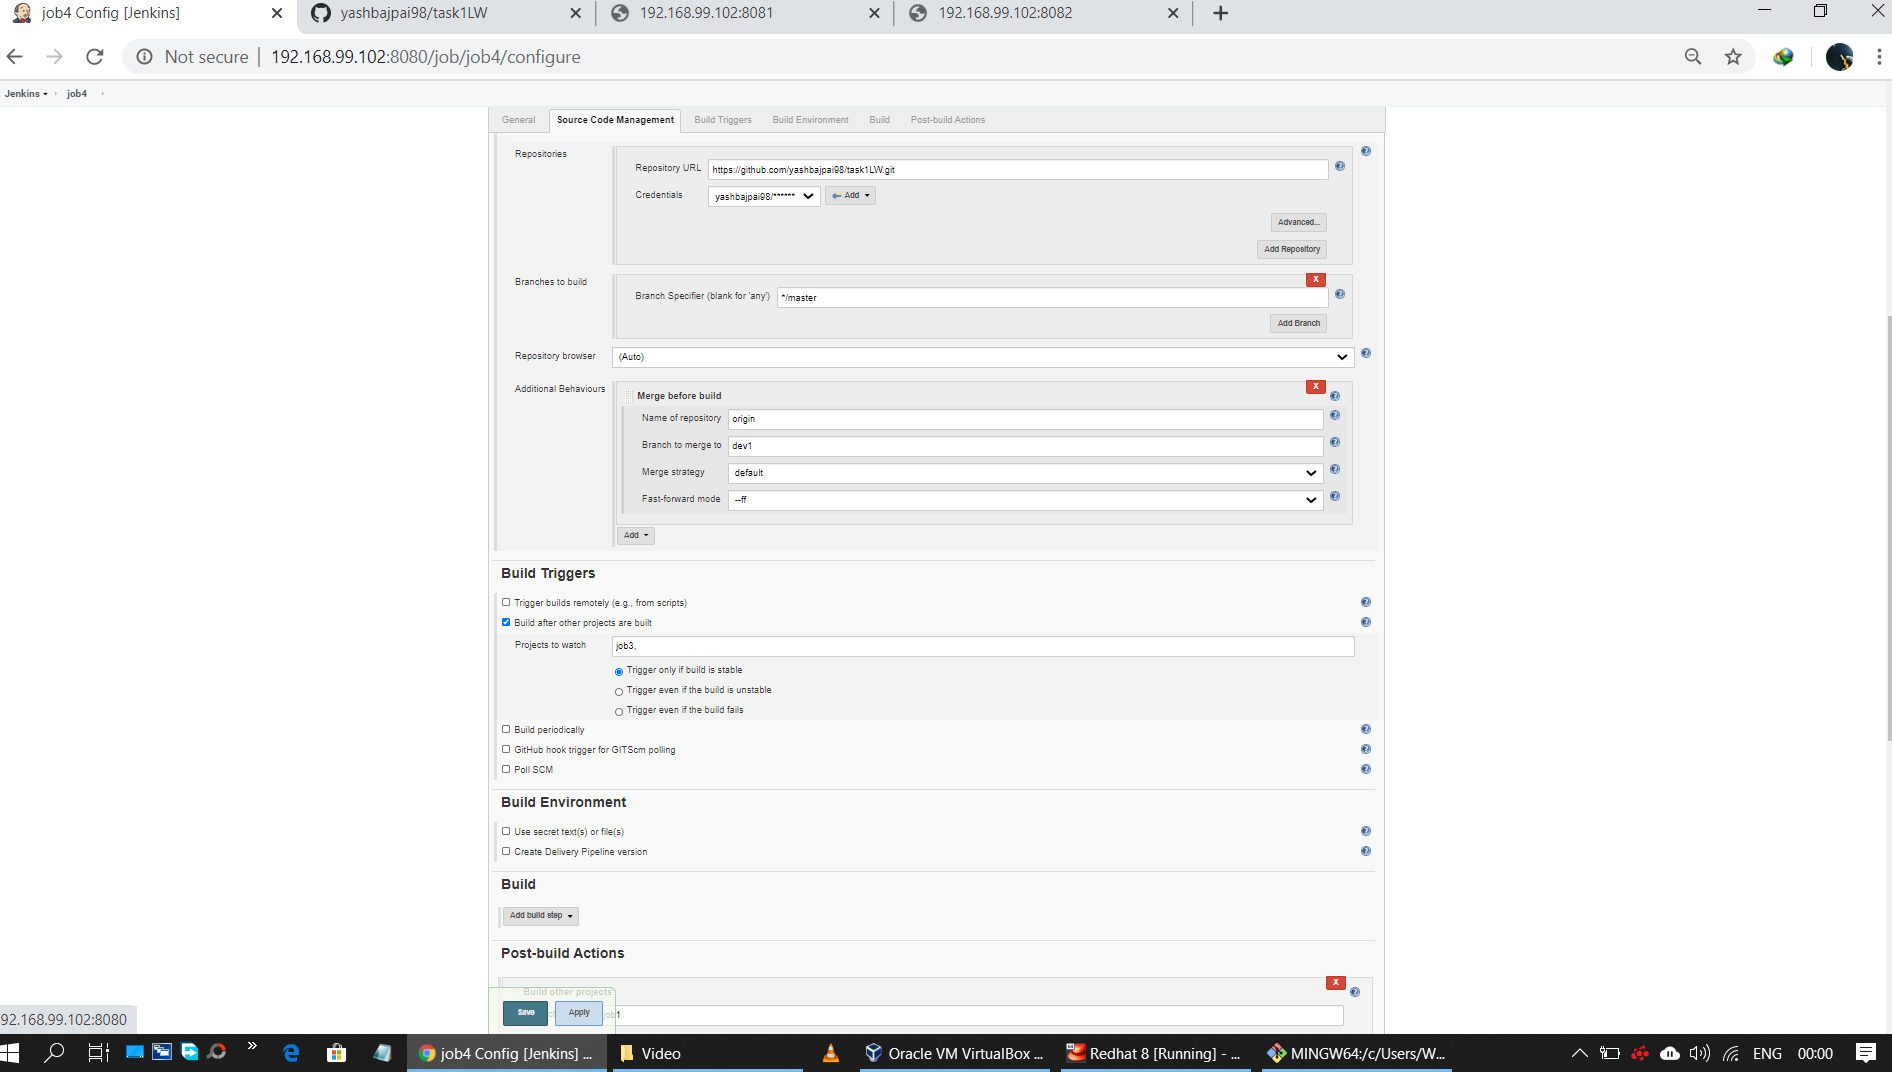 job4 Config [Jenkins]
yashbajpai98/task1LW
192.168.99.102:8081
192.168.99.102:8082
Not secure
192.168.99.102:8080/job/job4/configure
Jenkins
job4
General
Source Code Management
Build Triggers
Build Environment
Build
Post-build Actions
Repositories
Repository URL
https://github.com/yashbajpai98/task1LW.git
Credentials
yashbajpai98/******
Add
Advanced...
Add Repository
Branches to build
X
Branch Specifier (blank for 'any')
*/master
Add Branch
Repository browser
(Auto)
Additional Behaviours
X
Merge before build
Name of repository
origin
Branch to merge to
dev1
Merge strategy
default
Fast-forward mode
--ff
Add
Build Triggers
Trigger builds remotely (e.g., from scripts)
Build after other projects are built
Projects to watch
job3,
Trigger only if build is stable
Trigger even if the build is unstable
Trigger even if the build fails
Build periodically
GitHub hook trigger for GITScm polling
Poll SCM
Build Environment
Use secret text(s) or file(s)
Create Delivery Pipeline version
Build
Add build step
Post-build Actions
X
Build other projects
Save
Apply
job1
92.168.99.102:8080
job4 Config [Jenkins] ...
Video
Oracle VM VirtualBox ...
Redhat 8 [Running] - ...
MINGW64:/c/Users/W...
ENG
00:00